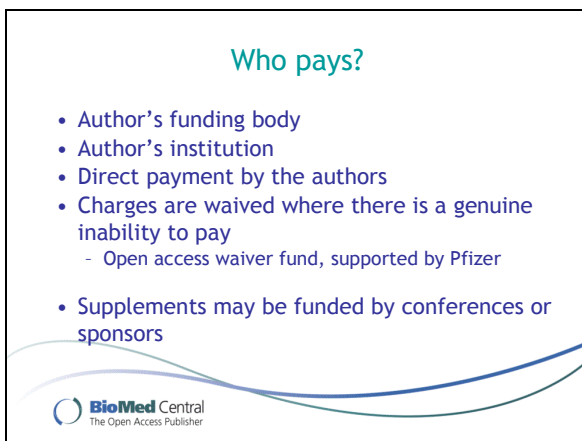 Who pays?
• Author's funding body
• Author's institution
• Direct payment by the authors
• Charges are waived where there is a genuine
inability to pay
- Open access waiver fund, supported by Pfizer
• Supplements may be funded by conferences or
sponsors
BioMed Central
The Open Access Publisher